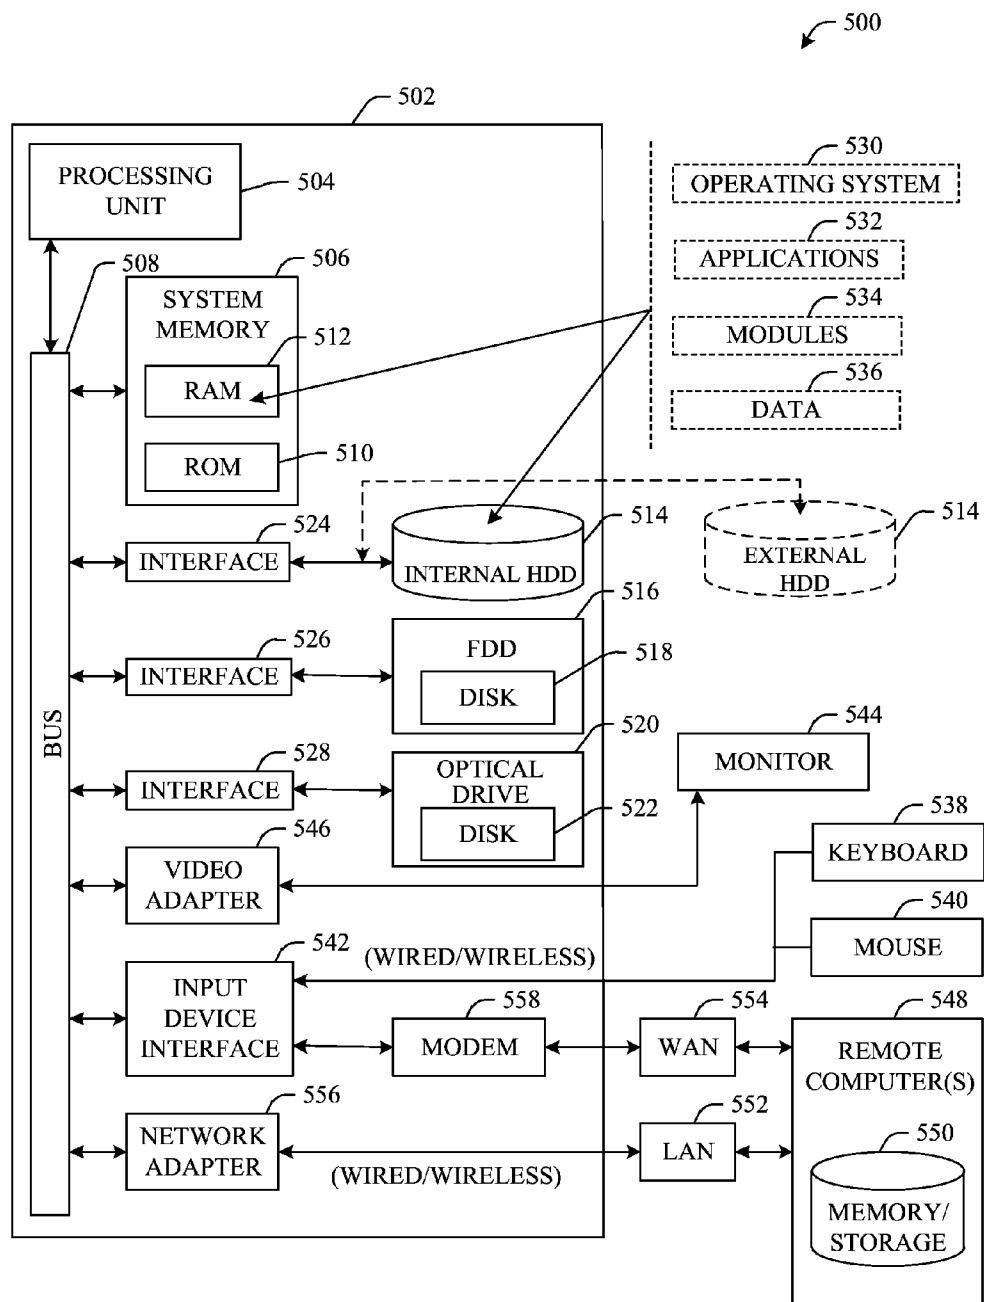 500
502
PROCESSING
UNIT
504
530
OPERATING SYSTEM
532
APPLICATIONS
534
MODULES
536
DATA
508
506
SYSTEM
MEMORY
512
RAM
510
ROM
524
INTERFACE
514
INTERNAL HDD
514
EXTERNAL
HDD
BUS
526
INTERFACE
516
FDD
518
DISK
528
INTERFACE
520
OPTICAL
DRIVE
522
DISK
544
MONITOR
546
VIDEO
ADAPTER
538
KEYBOARD
540
MOUSE
542
INPUT
DEVICE
INTERFACE
(WIRED/WIRELESS)
558
MODEM
554
WAN
548
REMOTE
COMPUTER(S)
556
NETWORK
ADAPTER
(WIRED/WIRELESS)
552
LAN
550
MEMORY/
STORAGE